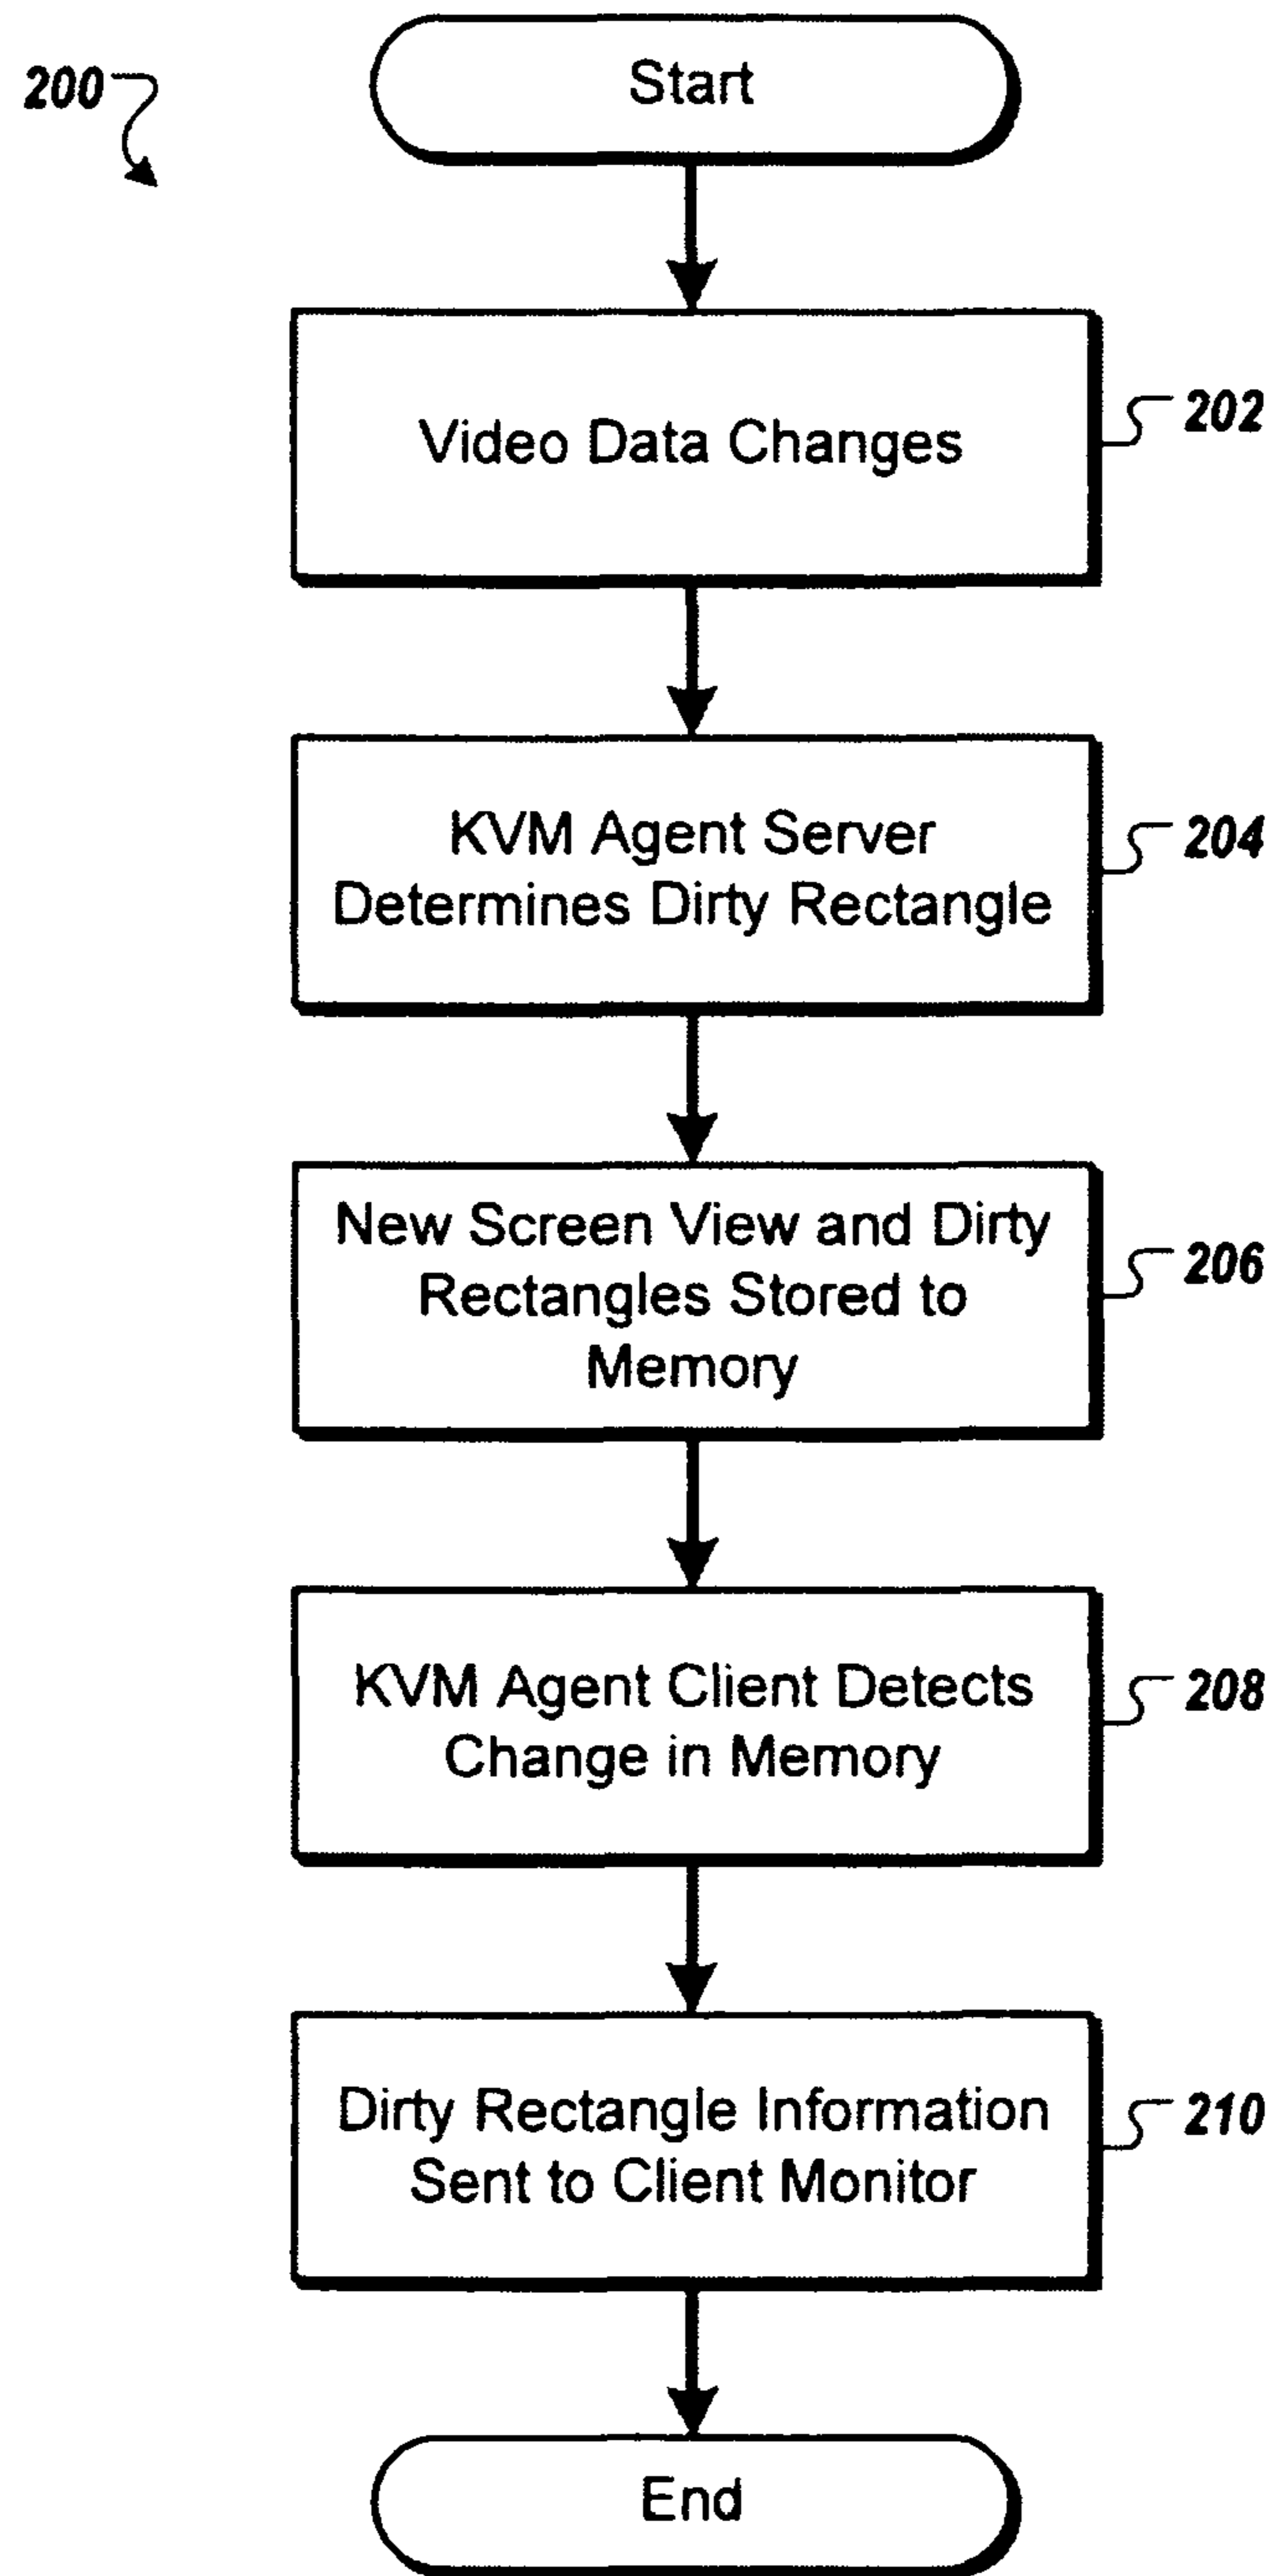 200
Start
Video Data Changes
202
KVM Agent Server
Determines Dirty Rectangle
204
New Screen View and Dirty
Rectangles Stored to
Memory
206
KVM Agent Client Detects
Change in Memory
208
Dirty Rectangle Information
Sent to Client Monitor
210
End